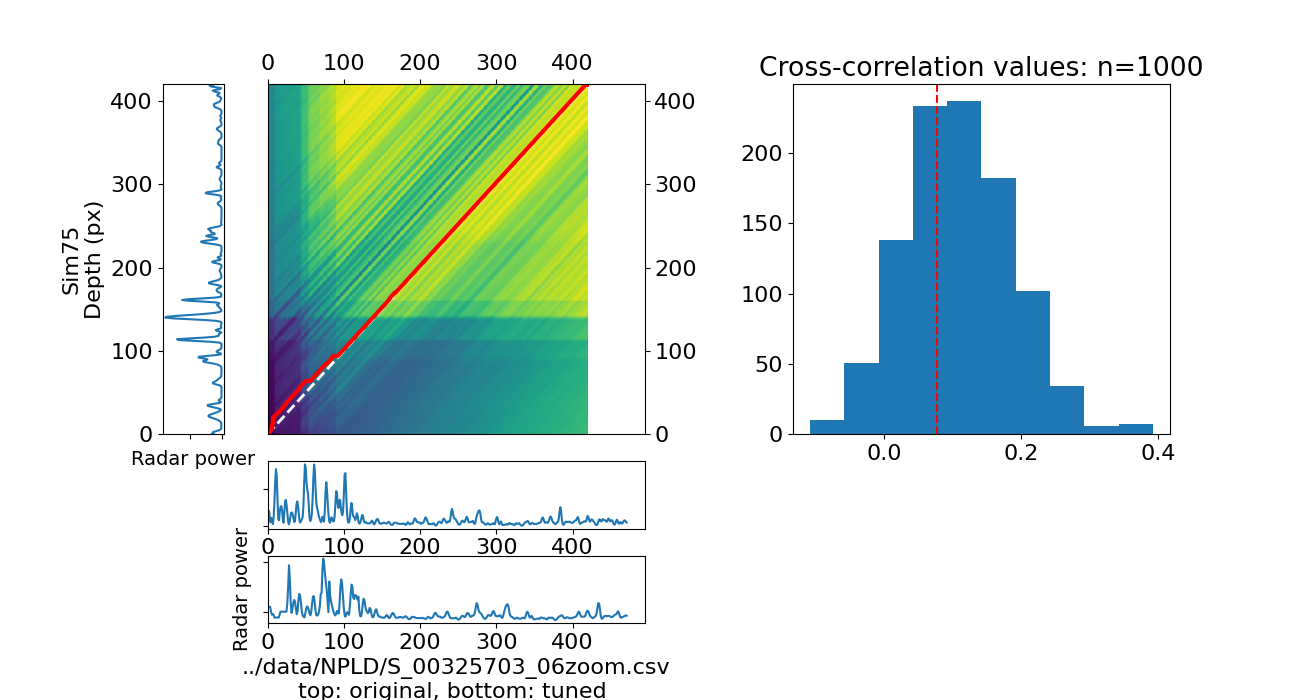 Cross-correlation values: n=1000
0 100 200 300 400
400
300
200
100
0
Sim75
Depth (px)
Radar power
400
300
200
100
0
200
150
100
50
0
0.0 0.2 0.4
0 100 200 300 400
Radar power
0 100 200 300 400
../data/NPLD/S_00325703_06zoom.csv
top: original, bottom: tuned